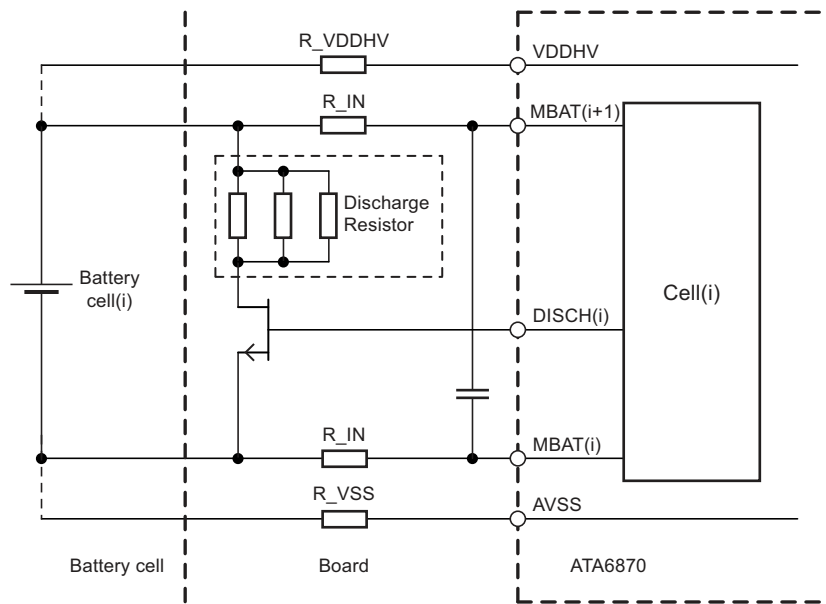 R_VDDHV
VDDHV
R_IN
MBAT(i+1)
Discharge
Resistor
Battery
cell(i)
Cell(i)
DISCH(i)
R_IN
MBAT(i)
R_VSS
AVSS
Battery cell
Board
ATA6870